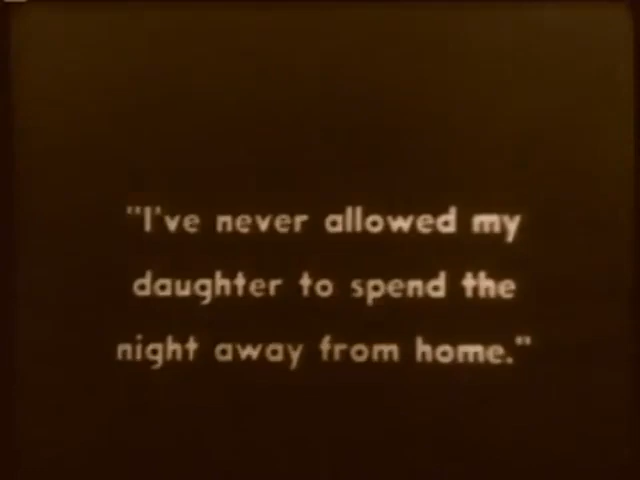 "I've never allowed my
daughter to spend the
night away from home."